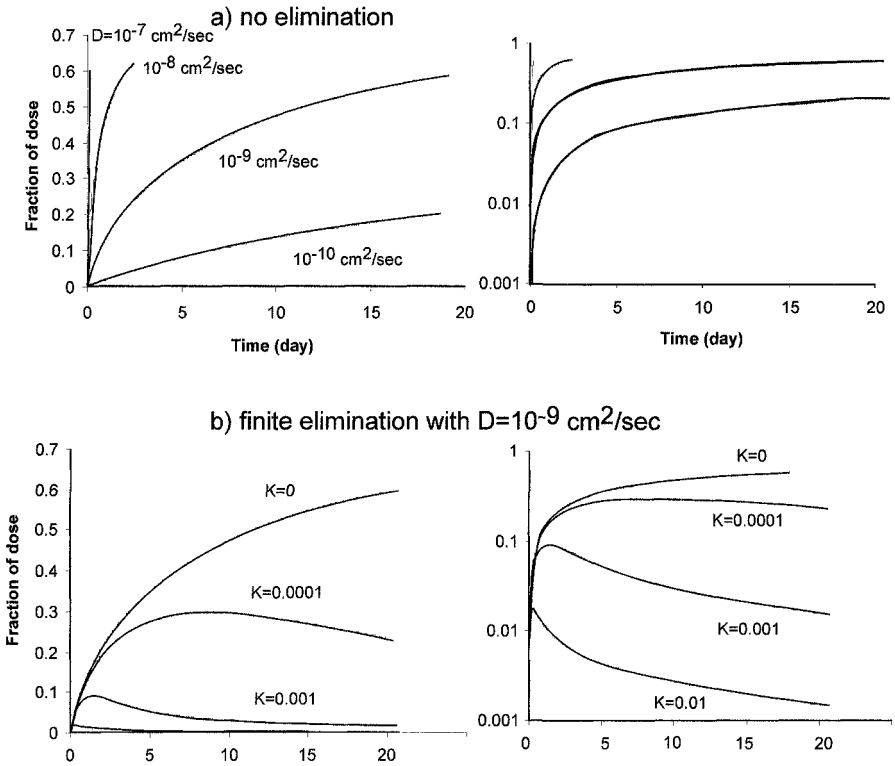 a) no elimination
0.7
0.6
0.5
0.4
0.3
0.2
0.1
0
Fraction of dose
D=10-7 cm2/sec
10-8 cm2/sec
10-9 cm2/sec
10-10 cm2/sec
0 5 10 15 20
Time (day)
1
0.1
0.01
0.001
0 5 10 15 20
Time (day)
b) finite elimination with D=10-9 cm2/sec
0.7
0.6
0.5
0.4
0.3
0.2
0.1
0
Fraction of dose
K=0
K=0.0001
K=0.001
0 5 10 15 20
1
0.1
0.01
0.001
K=0
K=0.0001
K=0.001
K=0.01
0 5 10 15 20